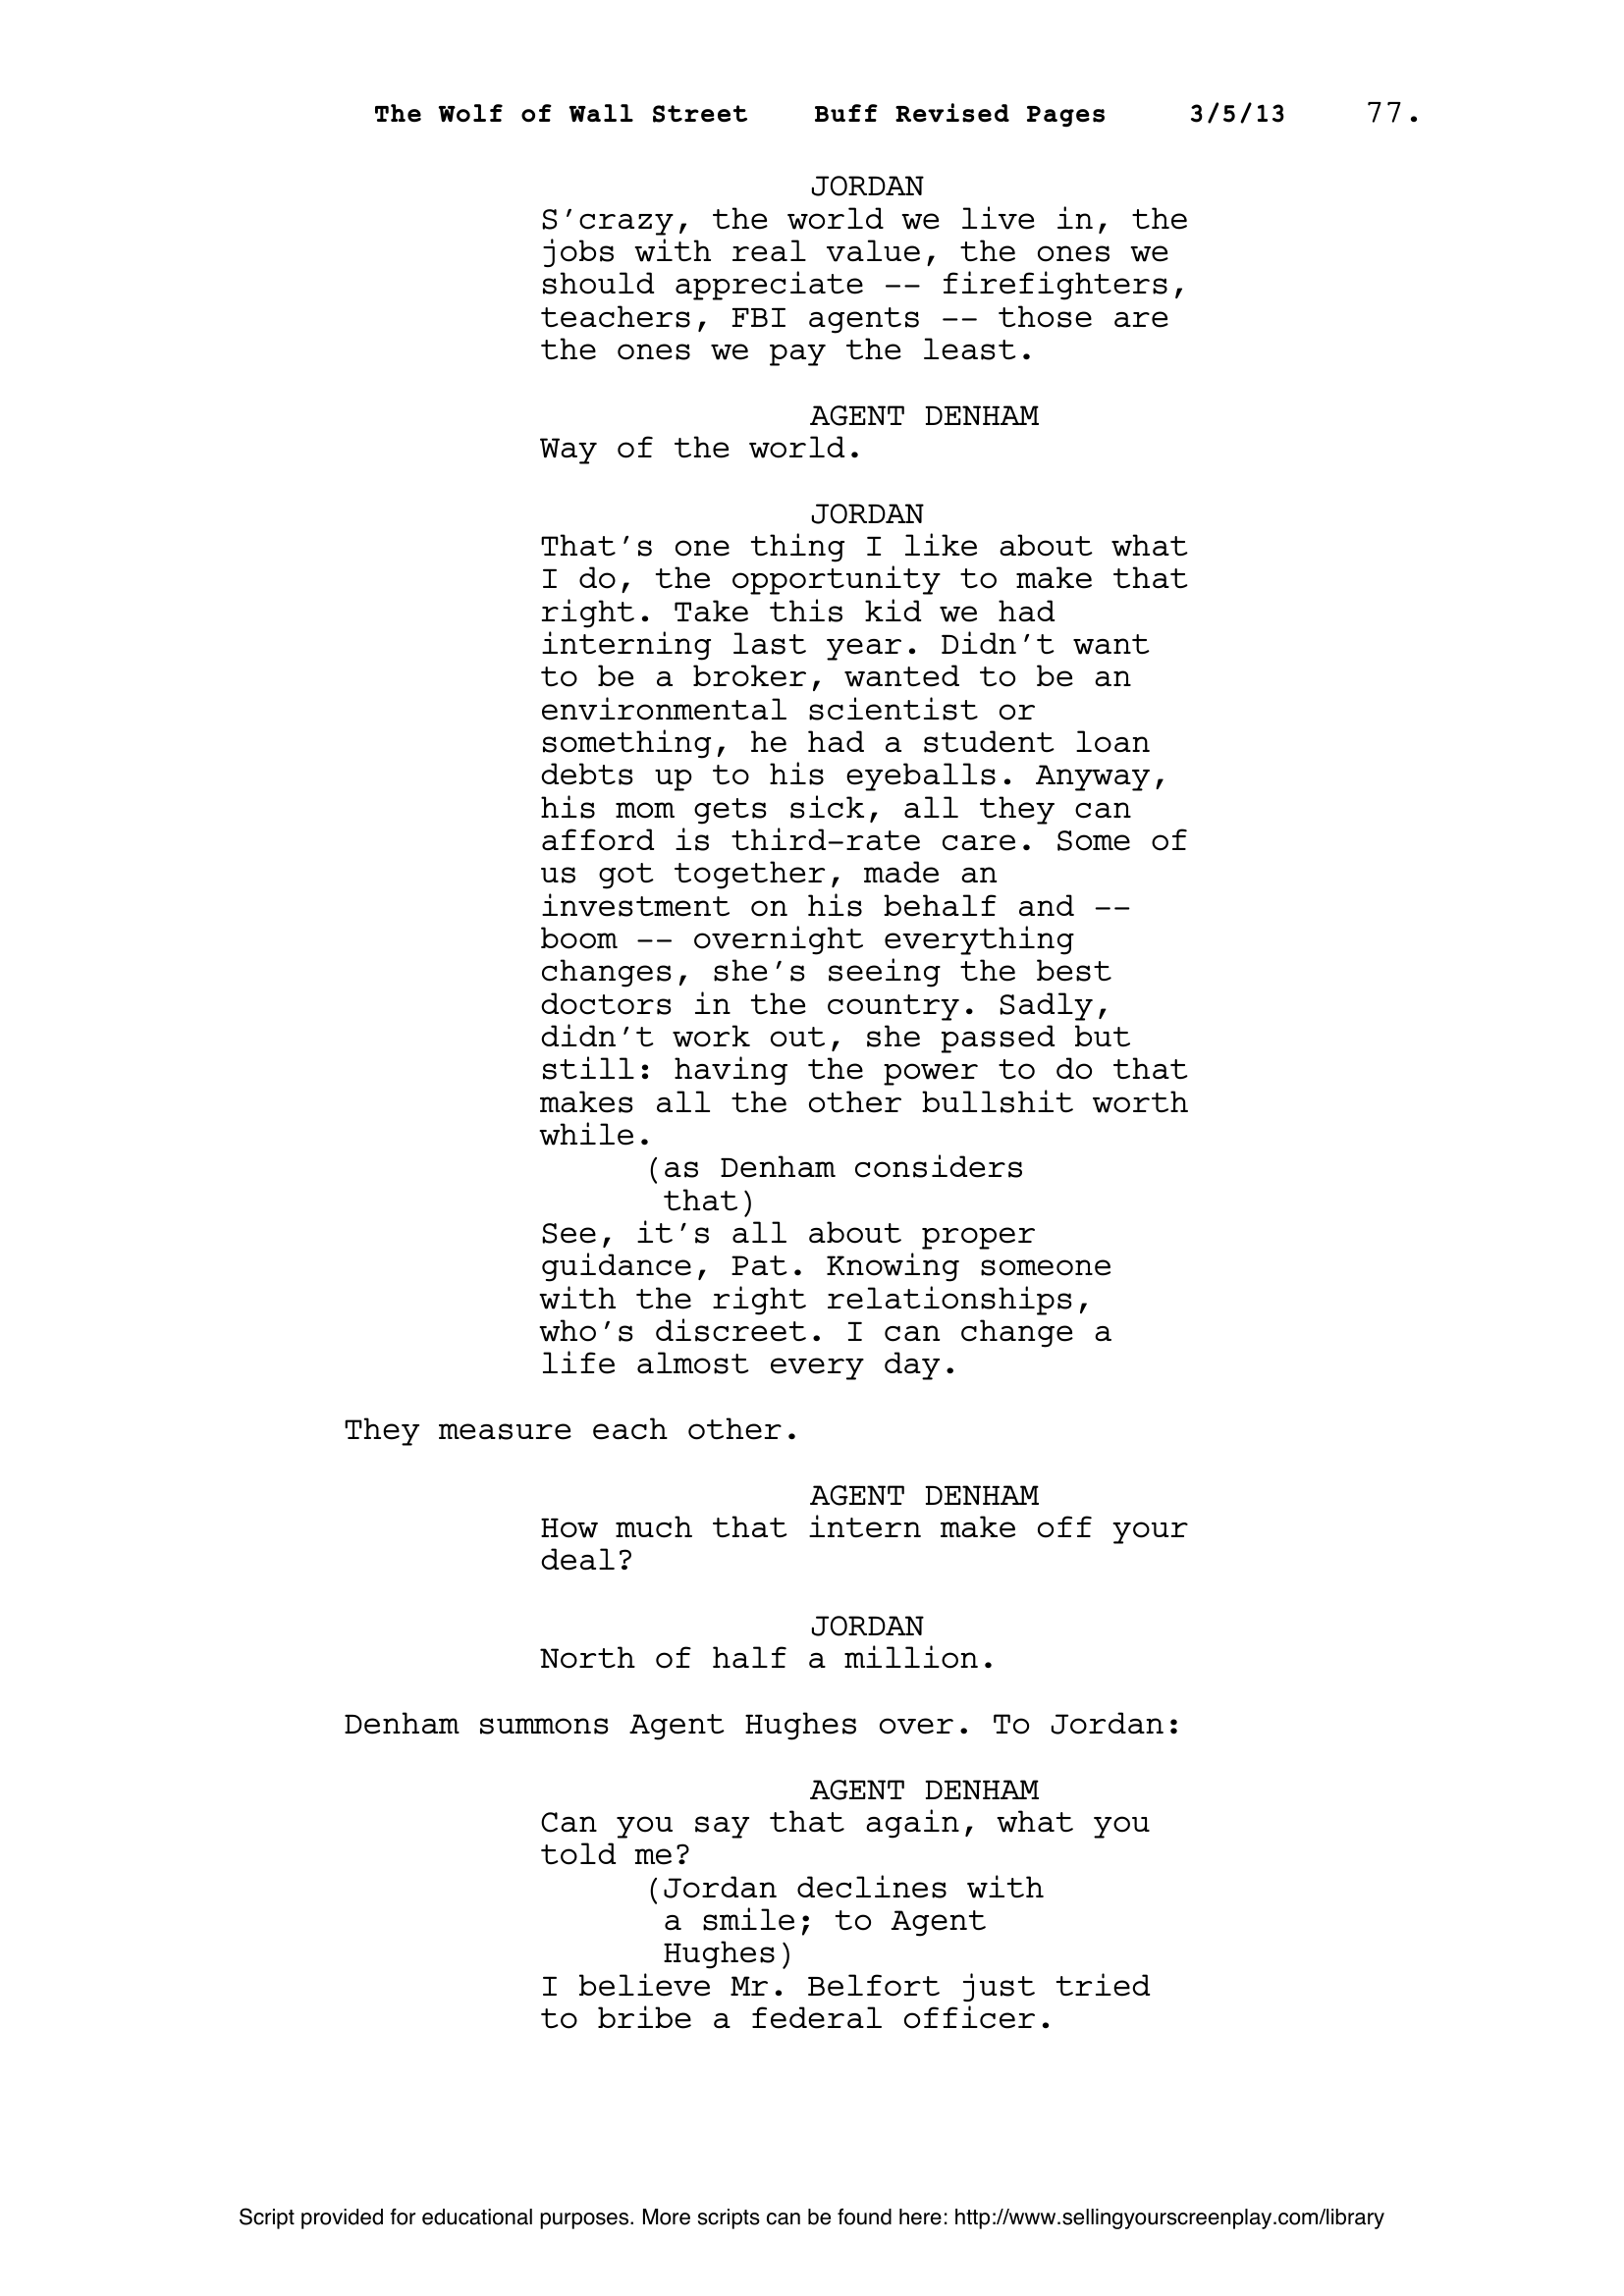 The Wolf of Wall Street Buff Revised Pages 3/5/13 77.
JORDAN
S'crazy, the world we live in, the
jobs with real value, the ones we
should appreciate -- firefighters,
teachers, FBI agents -- those are
the ones we pay the least.
AGENT DENHAM
Way of the world.
JORDAN
That's one thing I like about what
I do, the opportunity to make that
right. Take this kid we had
interning last year. Didn't want
to be a broker, wanted to be an
environmental scientist or
something, he had a student loan
debts up to his eyeballs. Anyway,
his mom gets sick, all they can
afford is third-rate care. Some of
us got together, made an
investment on his behalf and --
boom -- overnight everything
changes, she's seeing the best
doctors in the country. Sadly,
didn't work out, she passed but
still: having the power to do that
makes all the other bullshit worth
while.
(as Denham considers
that)
See, it's all about proper
guidance, Pat. Knowing someone
with the right relationships,
who's discreet. I can change a
life almost every day.
They measure each other.
AGENT DENHAM
How much that intern make off your
deal?
JORDAN
North of half a million.
Denham summons Agent Hughes over. To Jordan:
AGENT DENHAM
Can you say that again, what you
told me?
(Jordan declines with
a smile; to Agent
Hughes)
I believe Mr. Belfort just tried
to bribe a federal officer.
Script provided for educational purposes. More scripts can be found here: http://www.sellingyourscreenplay.com/library